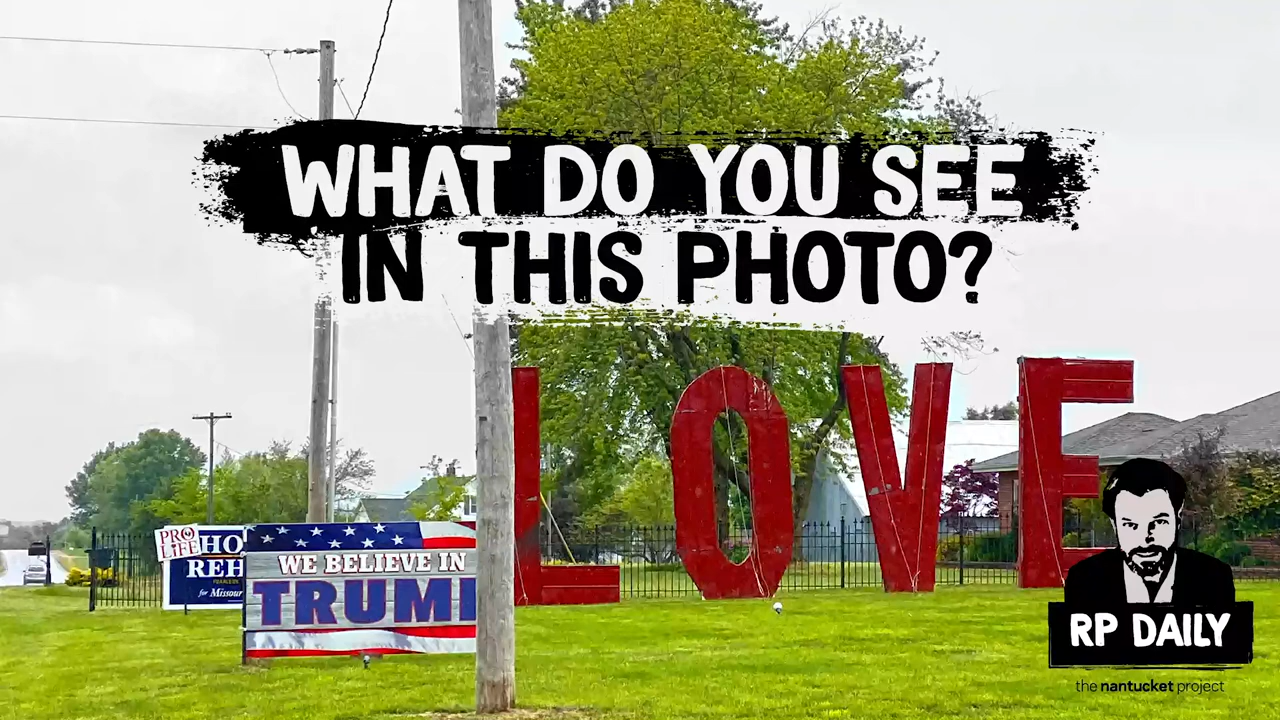 WHAT DO YOU SEE
IN THIS PHOTO?
LOVE
PRO
LIFE
HO
REH
for Missour
WE BELIEVE IN
TRUM
RP DAILY
the nantucket project